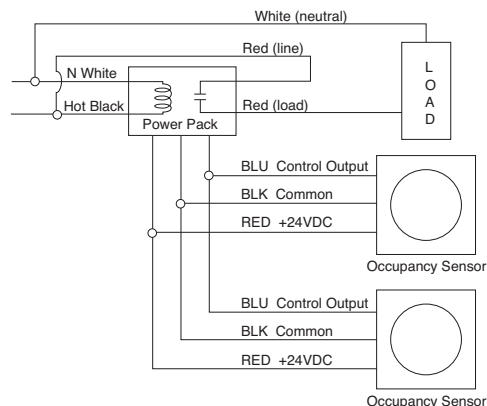 White (neutral)
Red (line)
N White
Hot Black
Red (load)
Power Pack
L
O
A
D
BLU Control Output
BLK Common
RED +24VDC
Occupancy Sensor
BLU Control Output
BLK Common
RED +24VDC
Occupancy Sensor